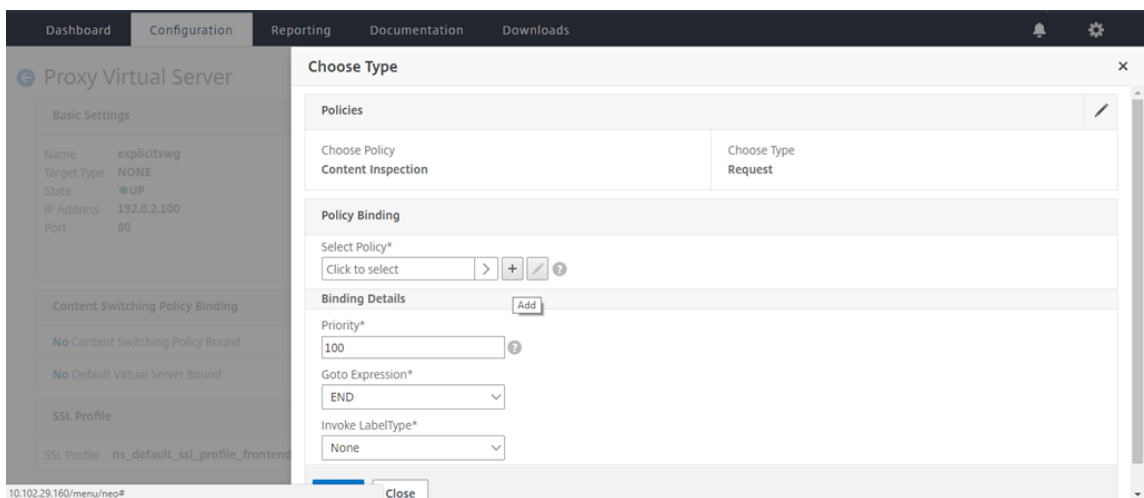 Dashboard Configuration Reporting Documentation Downloads
Proxy Virtual Server
Basic Settings
Name explicitswg
Target Type NONE
State UP
IP Address 192.0.2.100
Port 80
Content Switching Policy Binding
No Content Switching Policy Bound
No Default Virtual Server Bound
SSL Profile
SSL Profile ns_default_ssl_profile_frontend
10.102.29.160/menu/neo#
Choose Type
Policies
Choose Policy
Content Inspection
Choose Type
Request
Policy Binding
Select Policy*
Click to select
Add
Binding Details
Priority*
100
Goto Expression*
END
Invoke LabelType*
None
Close